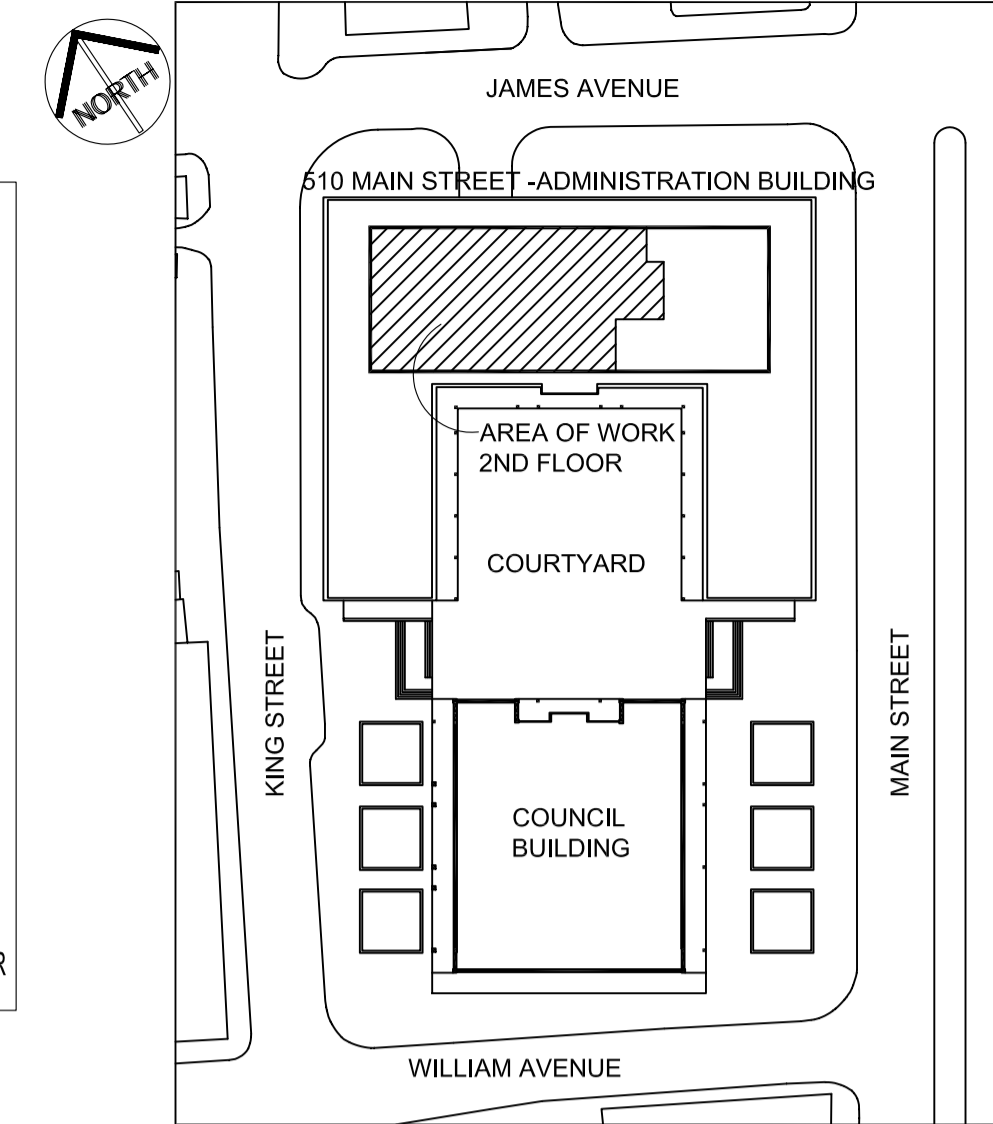 NORTH
JAMES AVENUE
510 MAIN STREET -ADMINISTRATION BUILDING
AREA OF WORK
2ND FLOOR
COURTYARD
KING STREET
MAIN STREET
COUNCIL
BUILDING
R
WILLIAM AVENUE